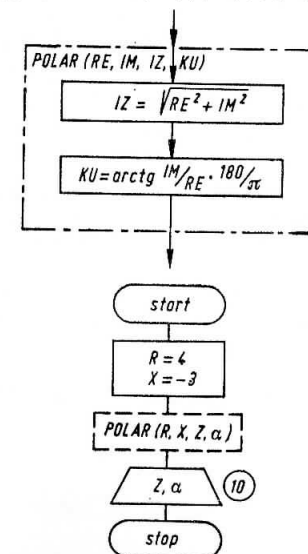 POLAR (RE, IM, IZ, KU)
IZ = √RE² + IM²
KU = arctg IM/RE · 180/π
start
R = 4
X = -3
POLAR (R, X, Z, α)
Z, α
10
stop